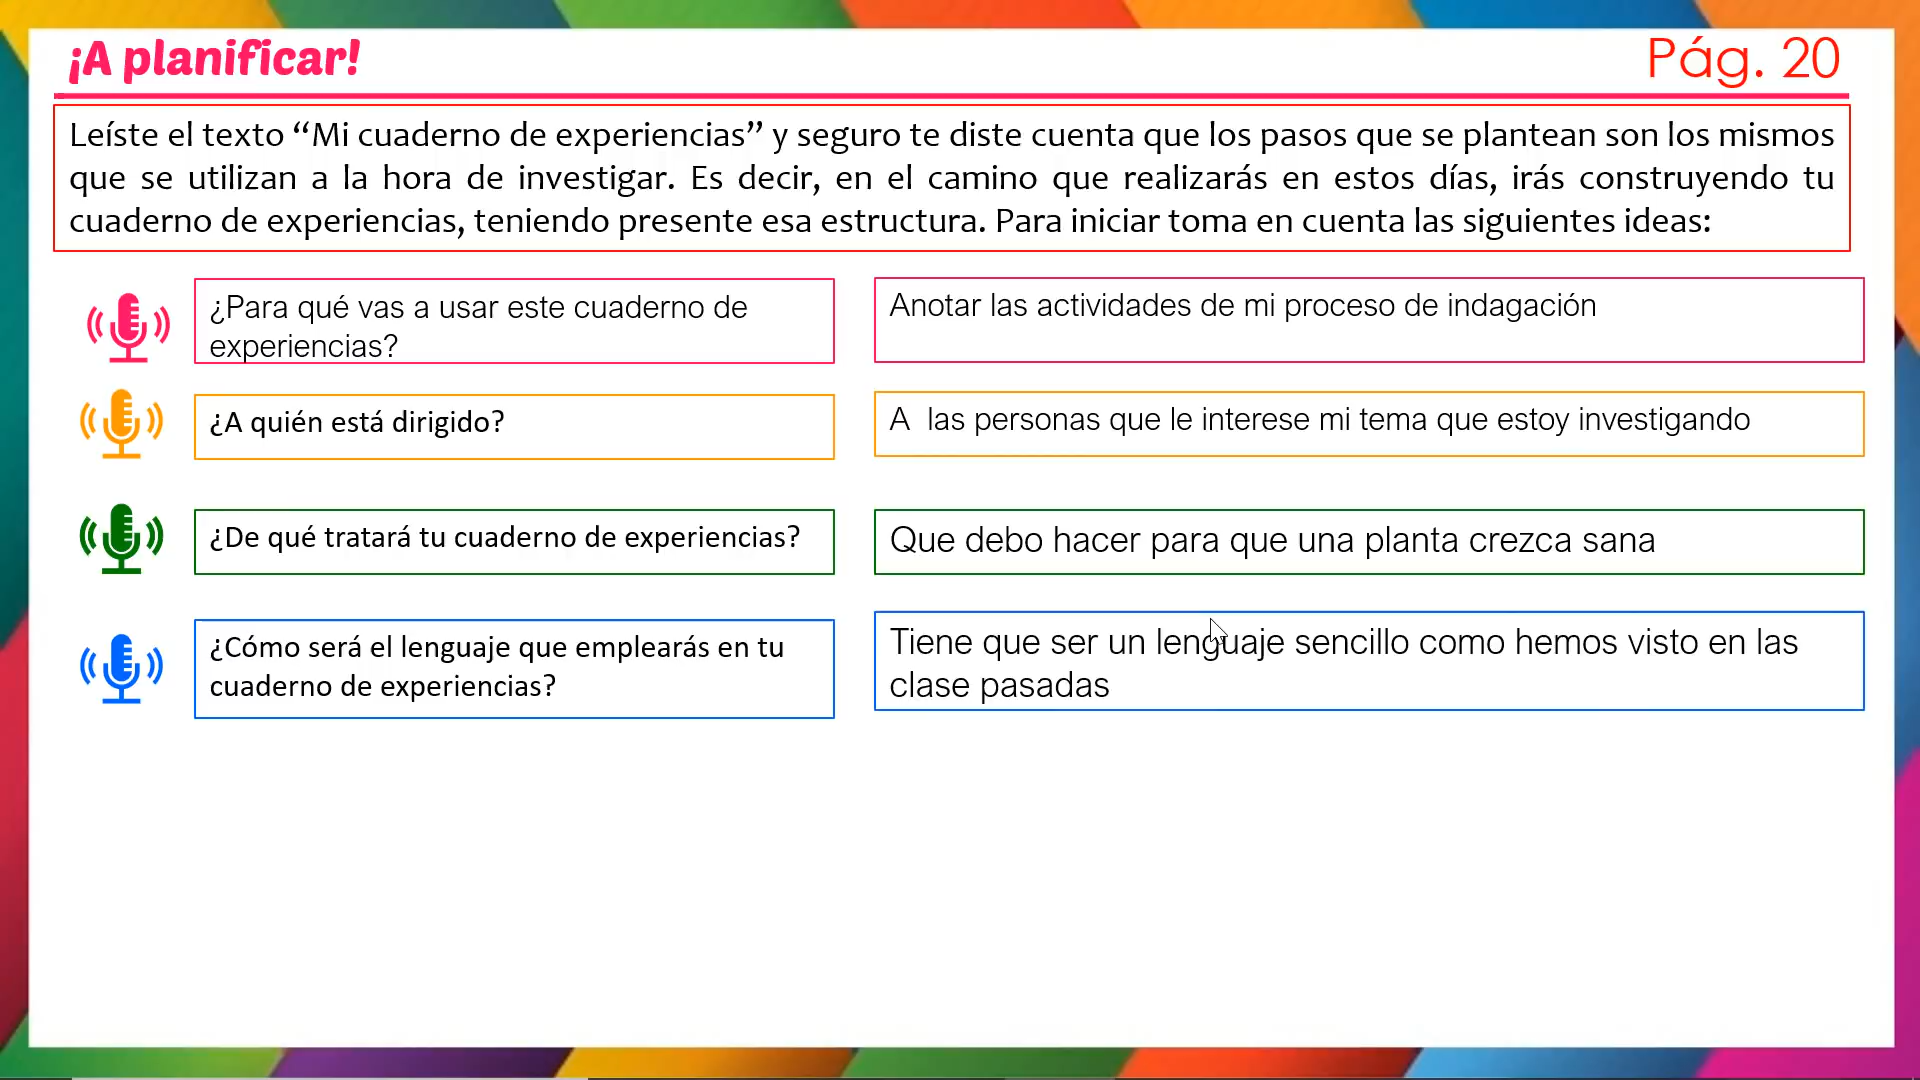 ¡A planificar!
Pág. 20
Leíste el texto “Mi cuaderno de experiencias” y seguro te diste cuenta que los pasos que se plantean son los mismos
que se utilizan a la hora de investigar. Es decir, en el camino que realizarás en estos días, irás construyendo tu
cuaderno de experiencias, teniendo presente esa estructura. Para iniciar toma en cuenta las siguientes ideas:
¿Para qué vas a usar este cuaderno de
experiencias?
Anotar las actividades de mi proceso de indagación
¿A quién está dirigido?
A  las personas que le interese mi tema que estoy investigando
¿De qué tratará tu cuaderno de experiencias?
Que debo hacer para que una planta crezca sana
¿Cómo será el lenguaje que emplearás en tu
cuaderno de experiencias?
Tiene que ser un lenguaje sencillo como hemos visto en las
clase pasadas